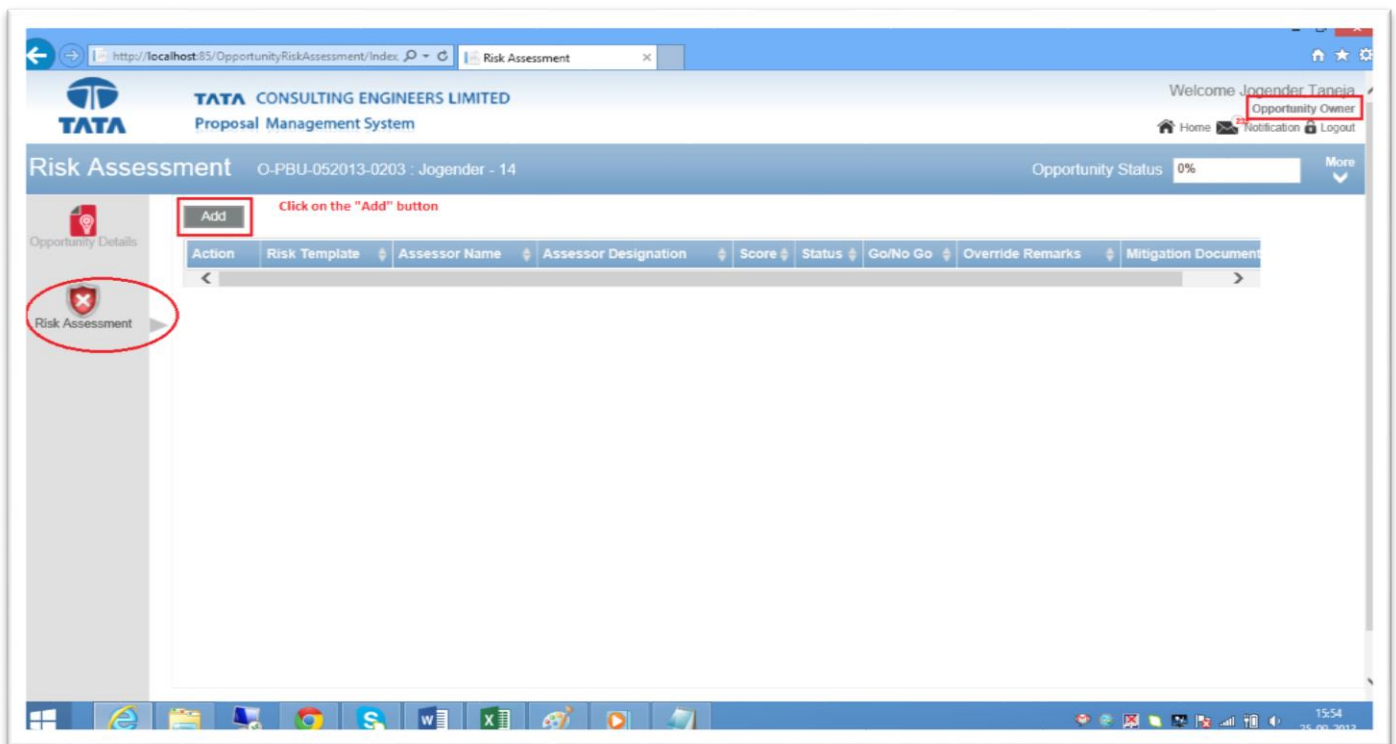 http://localhost:85/OpportunityRiskAssessment/Index
Risk Assessment
TATA
TATA CONSULTING ENGINEERS LIMITED
Proposal Management System
Welcome Jogender Taneja
Opportunity Owner
Home Notification Logout
Risk Assessment O-PBU-052013-0203 : Jogender - 14 Opportunity Status 0% More
Opportunity Details
Add Click on the "Add" button
Action Risk Template Assessor Name Assessor Designation Score Status Go/No Go Override Remarks Mitigation Document
Risk Assessment
15:54
25-09-2013